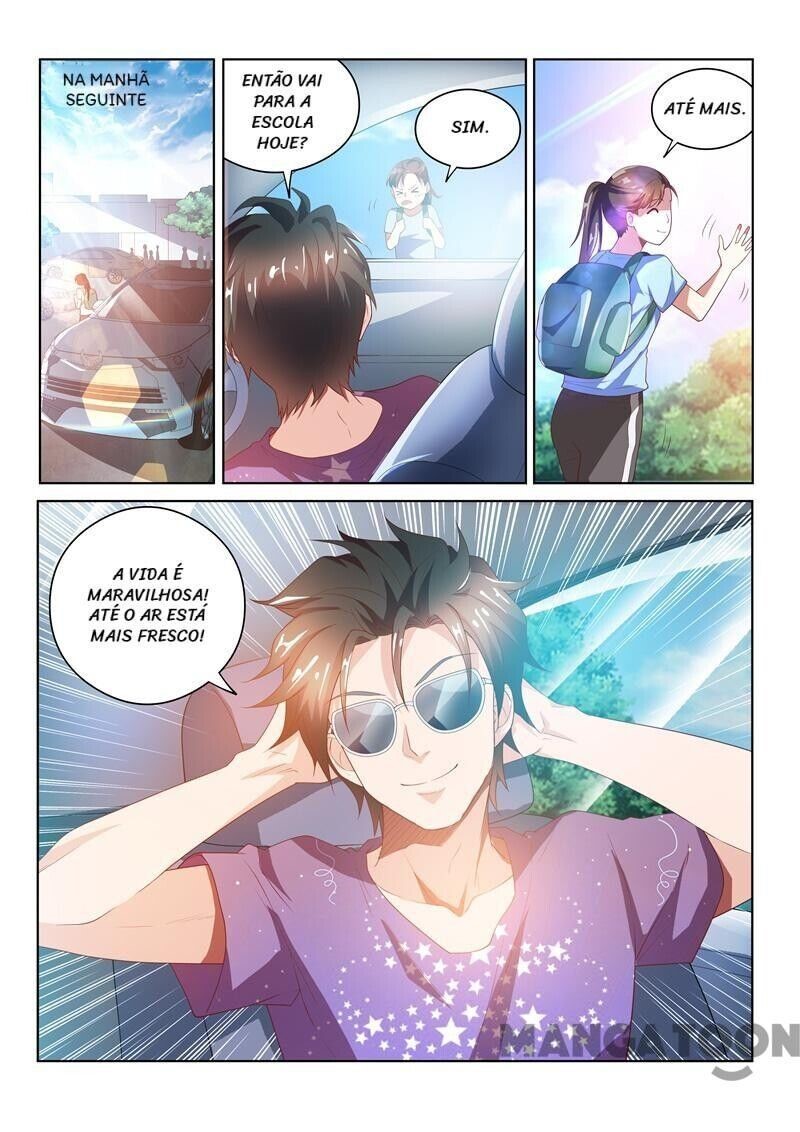 NA MANHÃ
SEGUINTE
ENTÃO VAI
PARA A
ESCOLA
HOJE?
SIM.
ATÉ MAIS.
A VIDA É
MARAVILHOSA!
ATÉ O AR ESTÁ
MAIS FRESCO!
MANGATOON